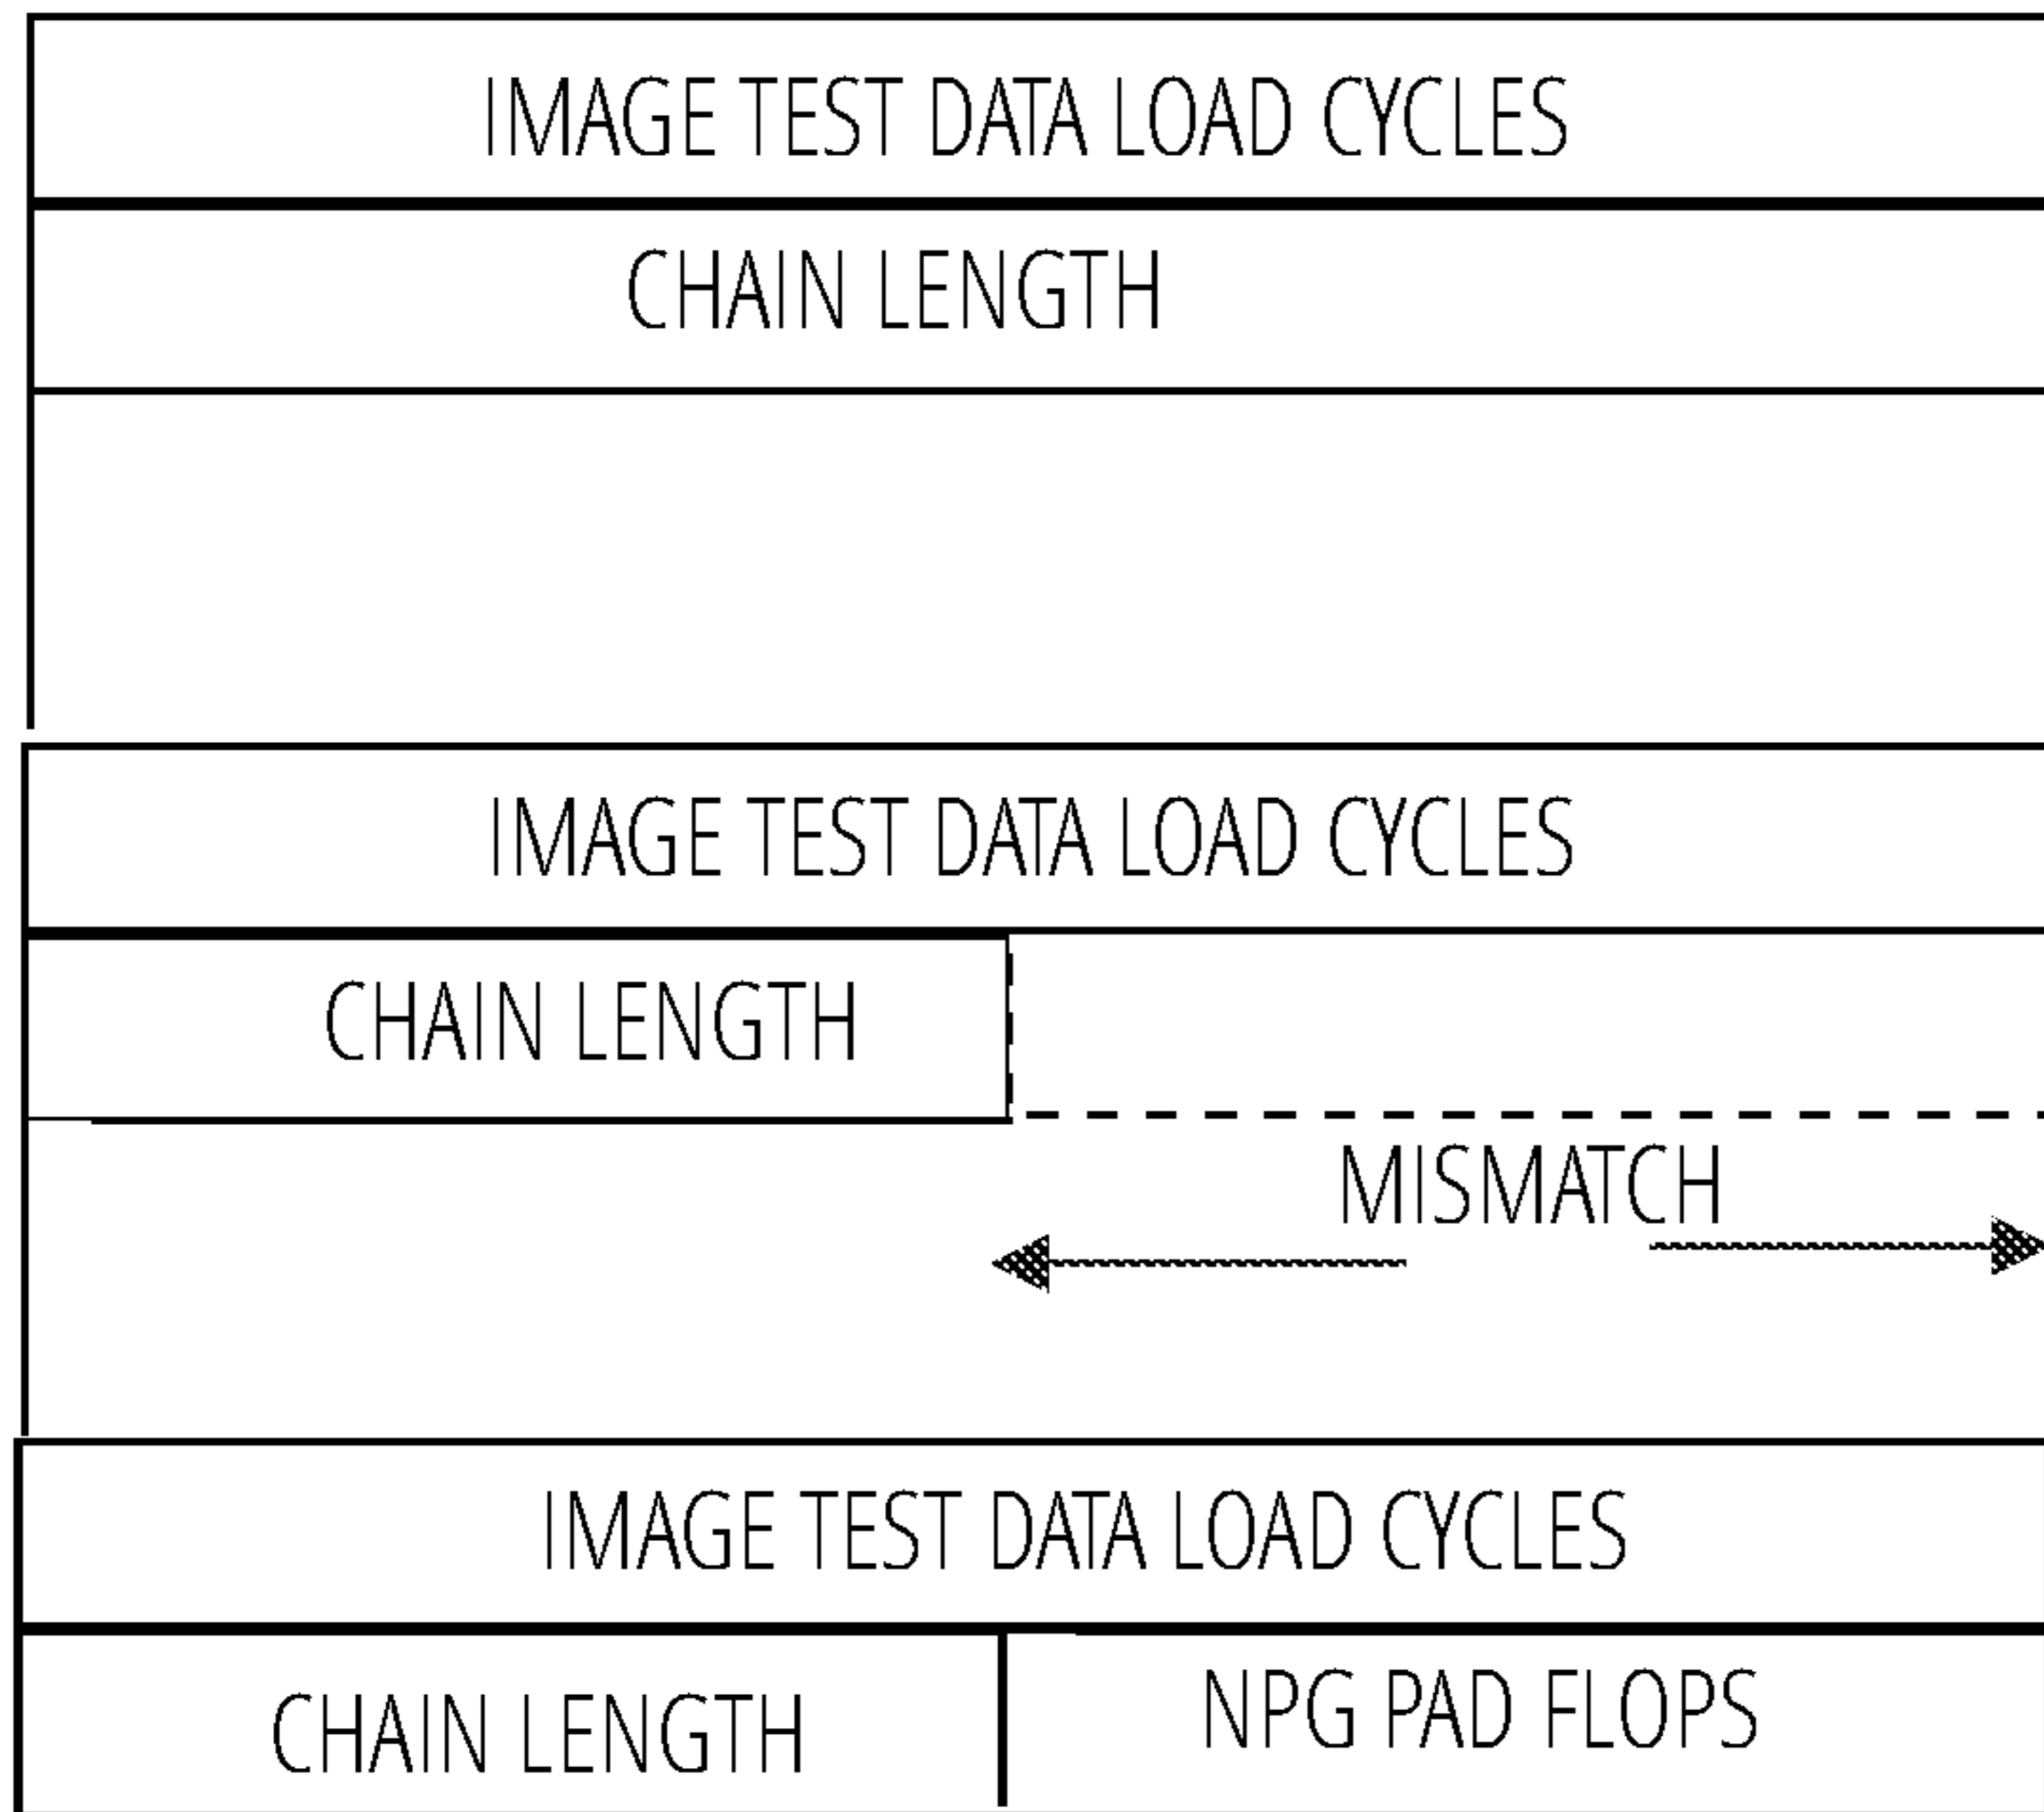 IMAGE TEST DATA LOAD CYCLES
CHAIN LENGTH
IMAGE TEST DATA LOAD CYCLES
CHAIN LENGTH
MISMATCH
IMAGE TEST DATA LOAD CYCLES
CHAIN LENGTH NPG PAD FLOPS